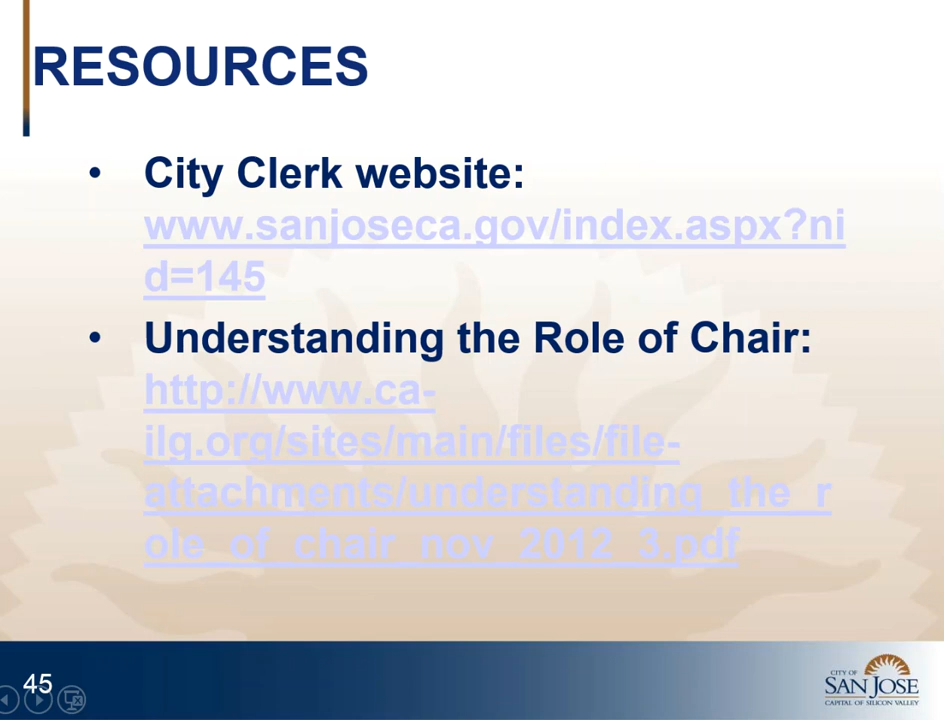 RESOURCES
• City Clerk website:
www.sanjoseca.gov/index.aspx?ni
d=145
• Understanding the Role of Chair:
http://www.ca-
ilg.org/sites/main/files/file-
attachments/understanding_the_r
ole_of_chair_nov_2012_3.pdf
45
CITY OF
SAN JOSE
CAPITAL OF SILICON VALLEY